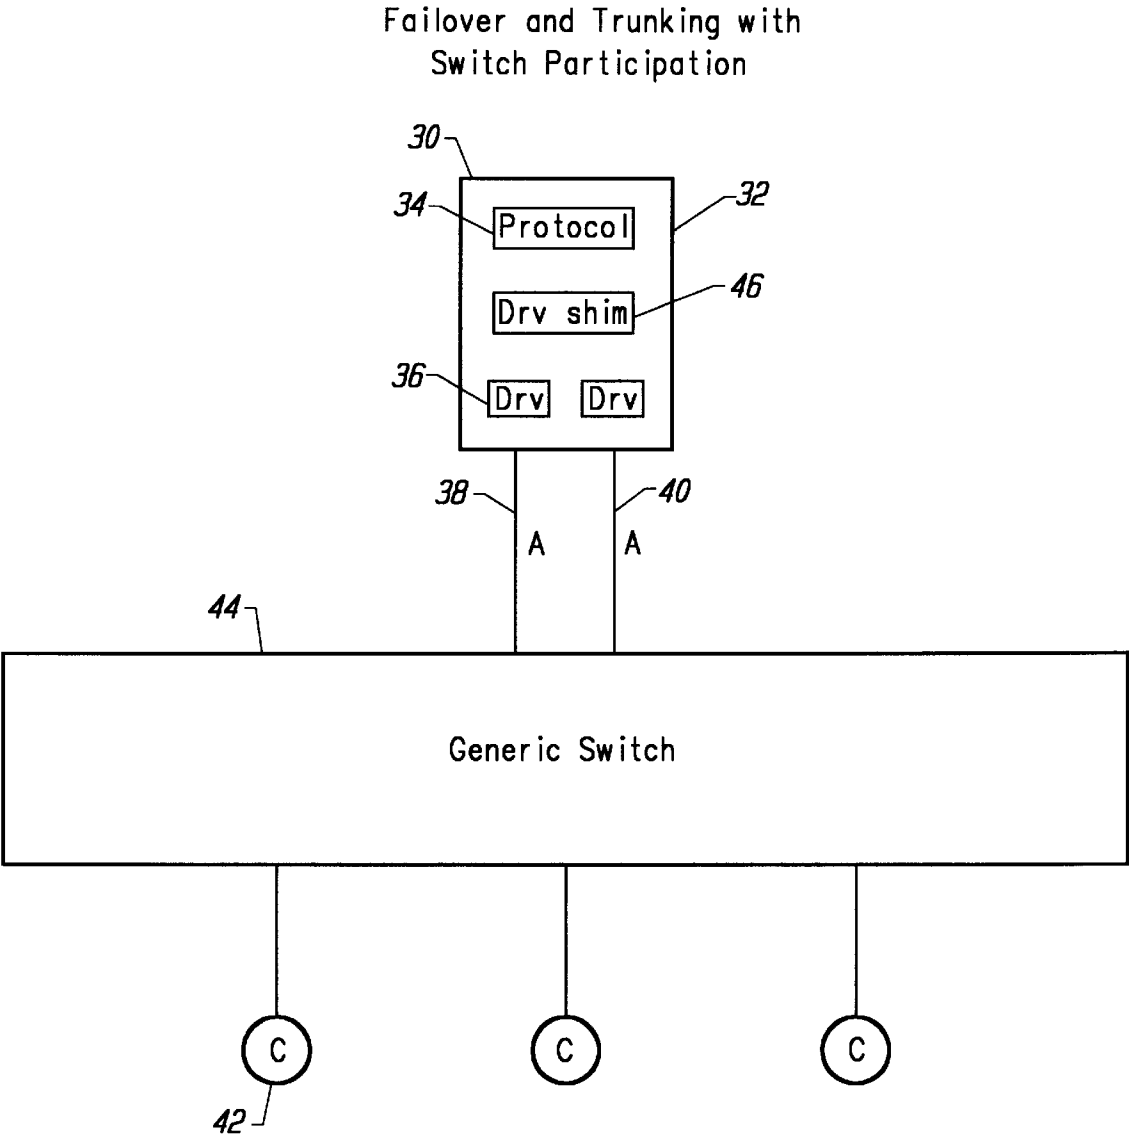 Failover and Trunking with
Switch Participation
30
34
32
Protocol
46
Drv shim
36
Drv
Drv
38
40
A
A
44
Generic Switch
C
C
C
42